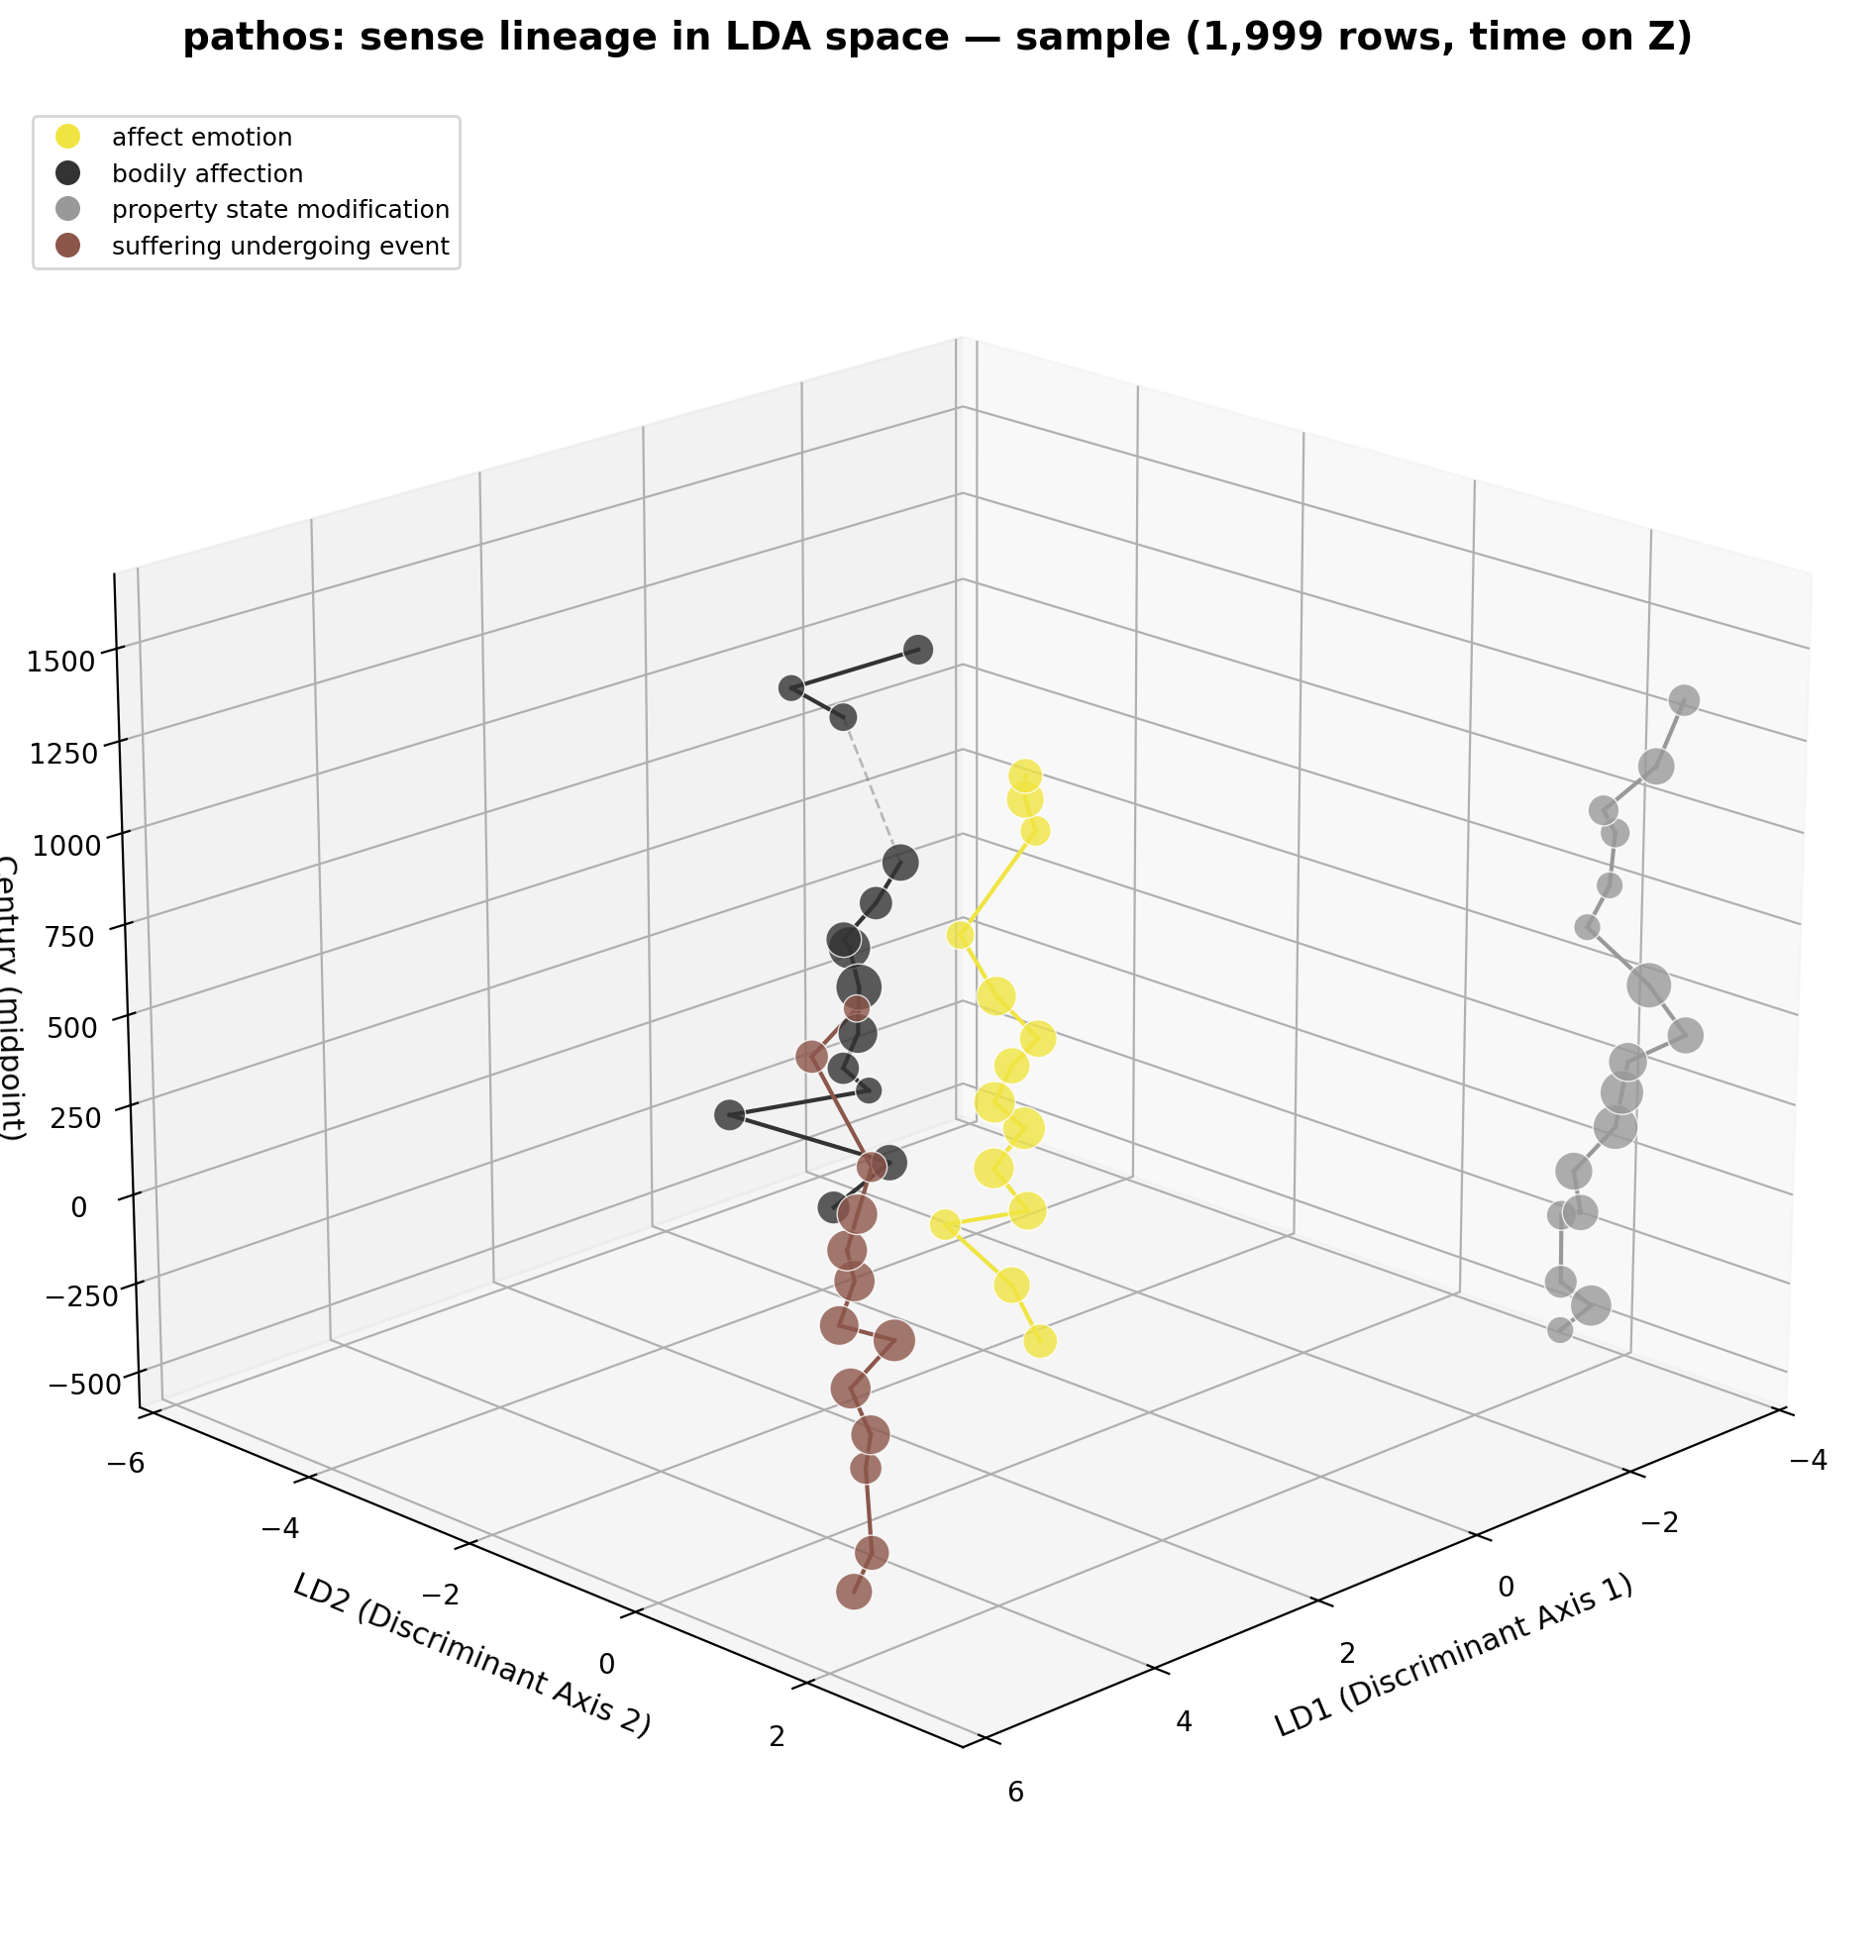 pathos: sense lineage in LDA space — sample (1,999 rows, time on Z)
affect emotion
bodily affection
property state modification
suffering undergoing event
1500
1250
1000
750
500
250
0
−250
−500
Century (midpoint)
−6
−4
−2
0
2
LD2 (Discriminant Axis 2)
−4
−2
0
2
4
6
LD1 (Discriminant Axis 1)